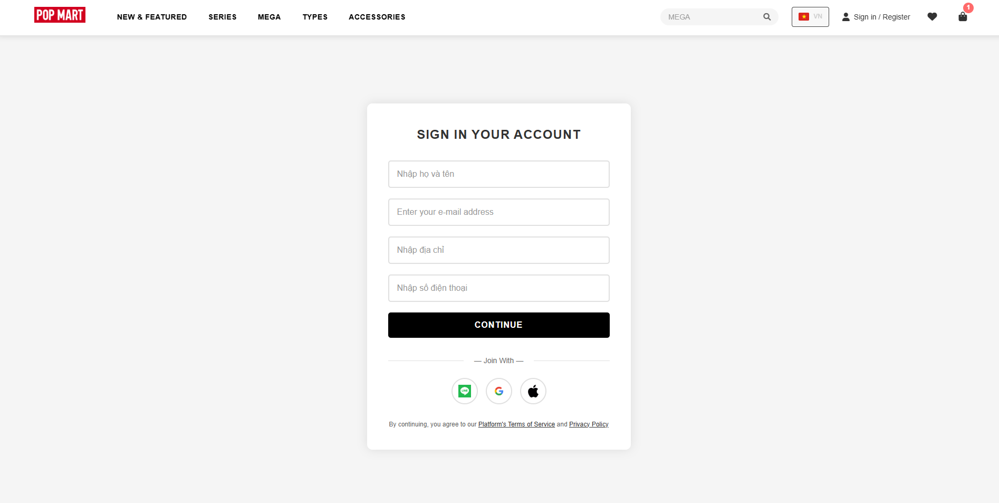 POP MART
NEW & FEATURED SERIES MEGA TYPES ACCESSORIES
MEGA
VN
Sign in / Register
1
SIGN IN YOUR ACCOUNT
Nhập họ và tên
Enter your e-mail address
Nhập địa chỉ
Nhập số điện thoại
CONTINUE
— Join With —
LINE
By continuing, you agree to our Platform's Terms of Service and Privacy Policy